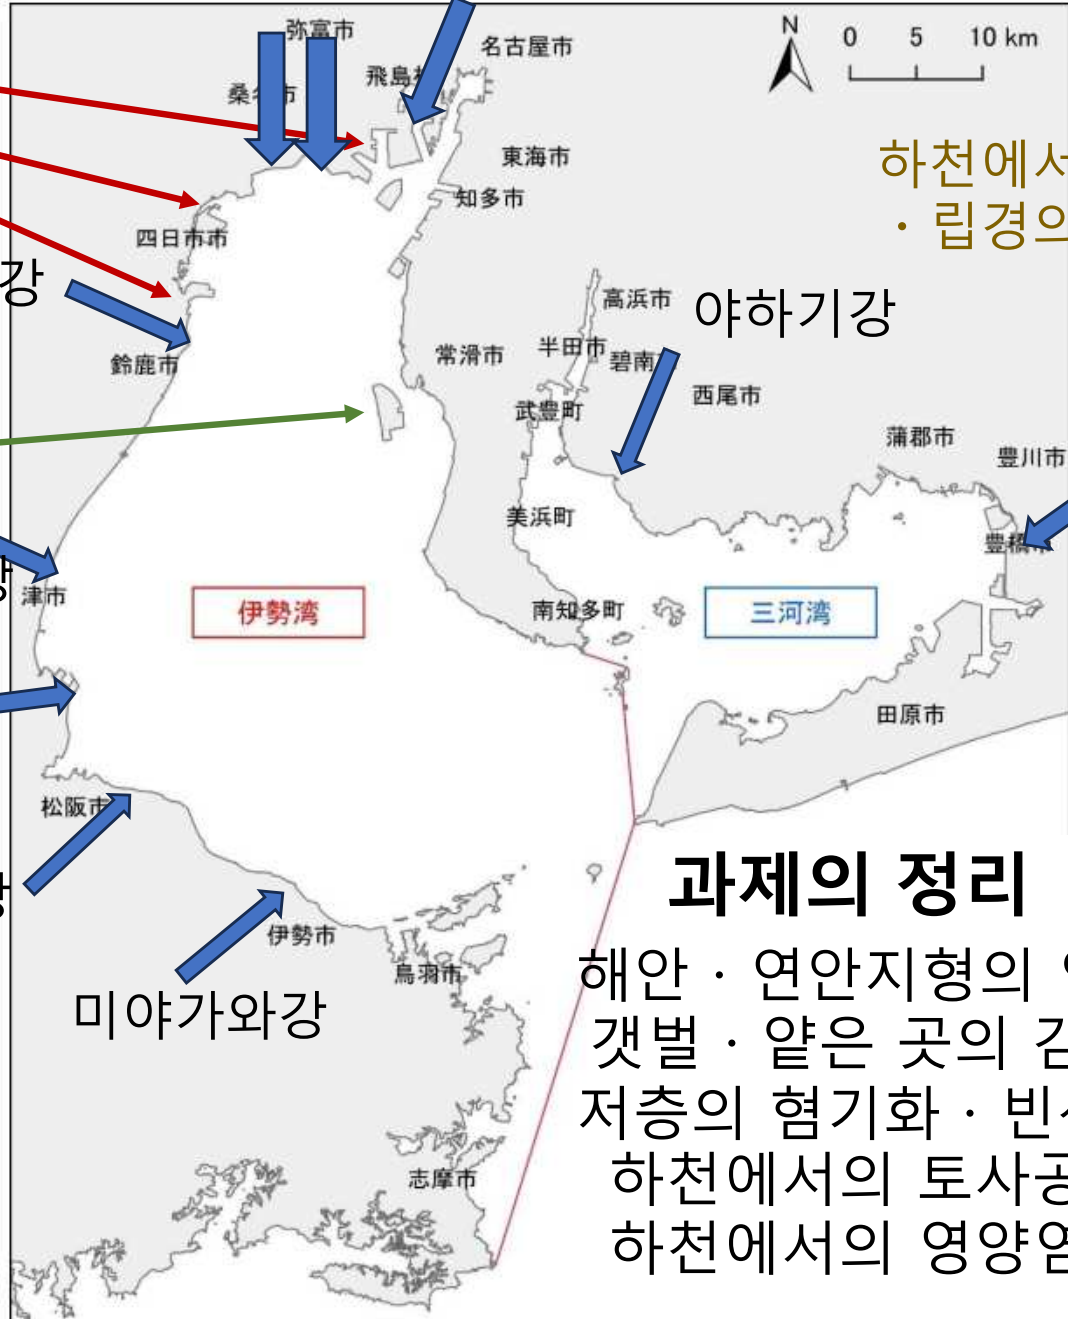 弥富市
名古屋市
N
0 5 10 km
飛島
桑名市
東海市
하천에서
知多市
· 립경의
四日市市
강
高浜市
야하기강
半田市
常滑市
碧南
鈴鹿市
西尾市
武豊町
蒲郡市
豊川市
美浜町
豊橋市
津市
伊勢湾
南知多町
三河湾
田原市
松阪市
과제의 정리
伊勢市
해안 · 연안지형의
鳥羽市
미야가와강
갯벌 · 얕은 곳의
저층의 혐기화 · 빈
하천에서의 토사공
志摩市
하천에서의 영양염